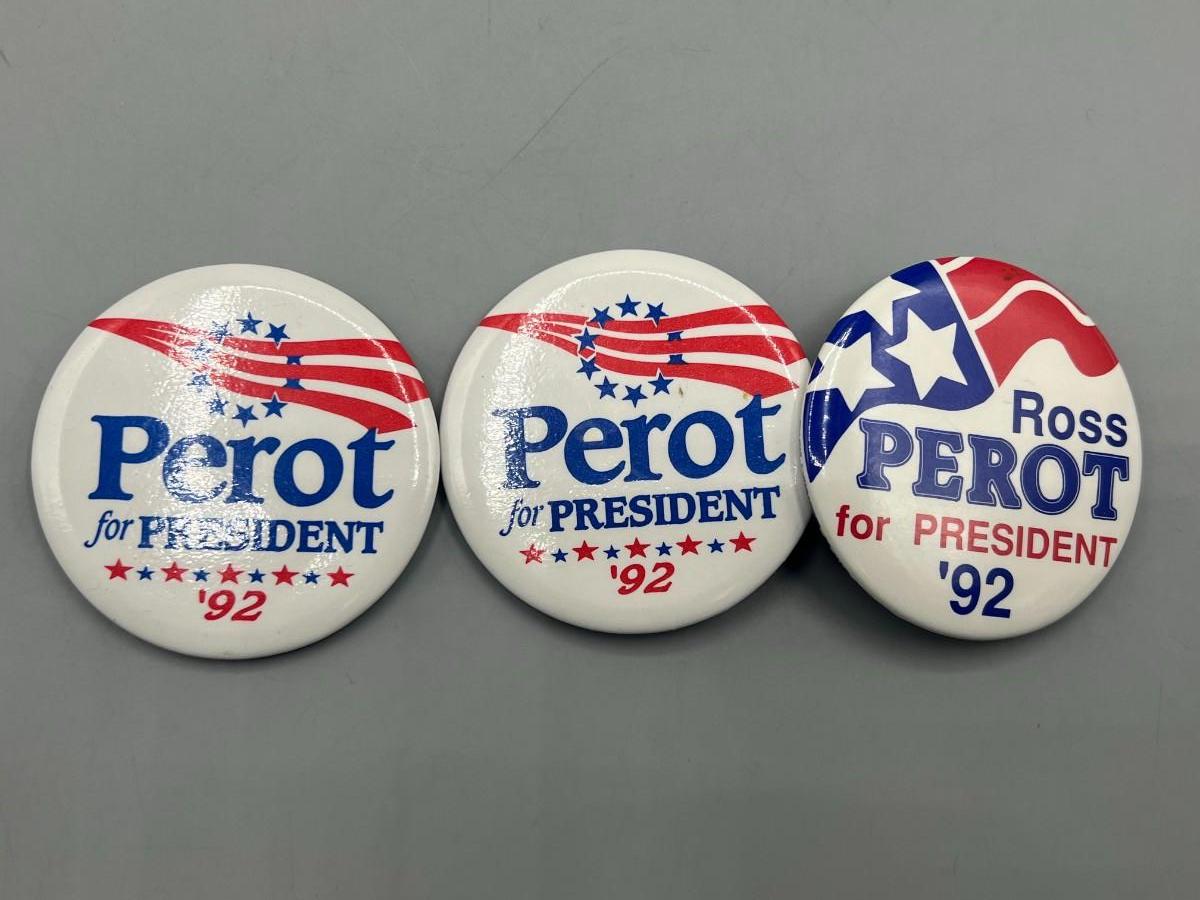 Perot
for PRESIDENT
'92
Perot
for PRESIDENT
'92
Ross
PEROT
for PRESIDENT
'92